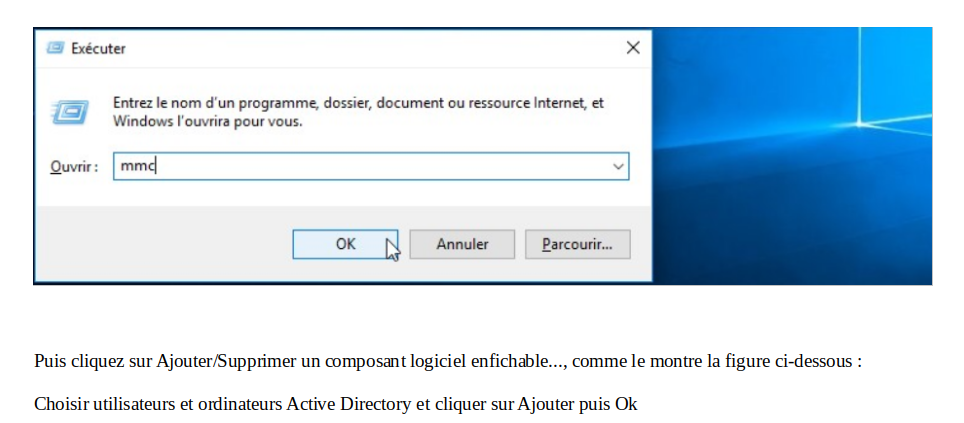 Exécuter
Entrez le nom d'un programme, dossier, document ou ressource Internet, et
Windows l'ouvrira pour vous.
Ouvrir : mmc
OK Annuler Parcourir...
Puis cliquez sur Ajouter/Supprimer un composant logiciel enfichable..., comme le montre la figure ci-dessous :
Choisir utilisateurs et ordinateurs Active Directory et cliquer sur Ajouter puis Ok